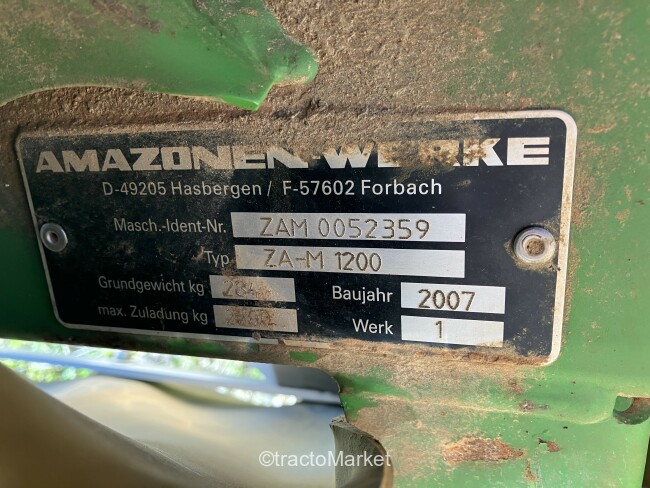 AMAZONEN-WERKE
D-49205 Hasbergen / F-57602 Forbach
Masch.-Ident-Nr. ZAM 0052359
Typ ZA-M 1200
Grundgewicht kg Baujahr 2007
max. Zuladung kg Werk 1
©tractoMarket